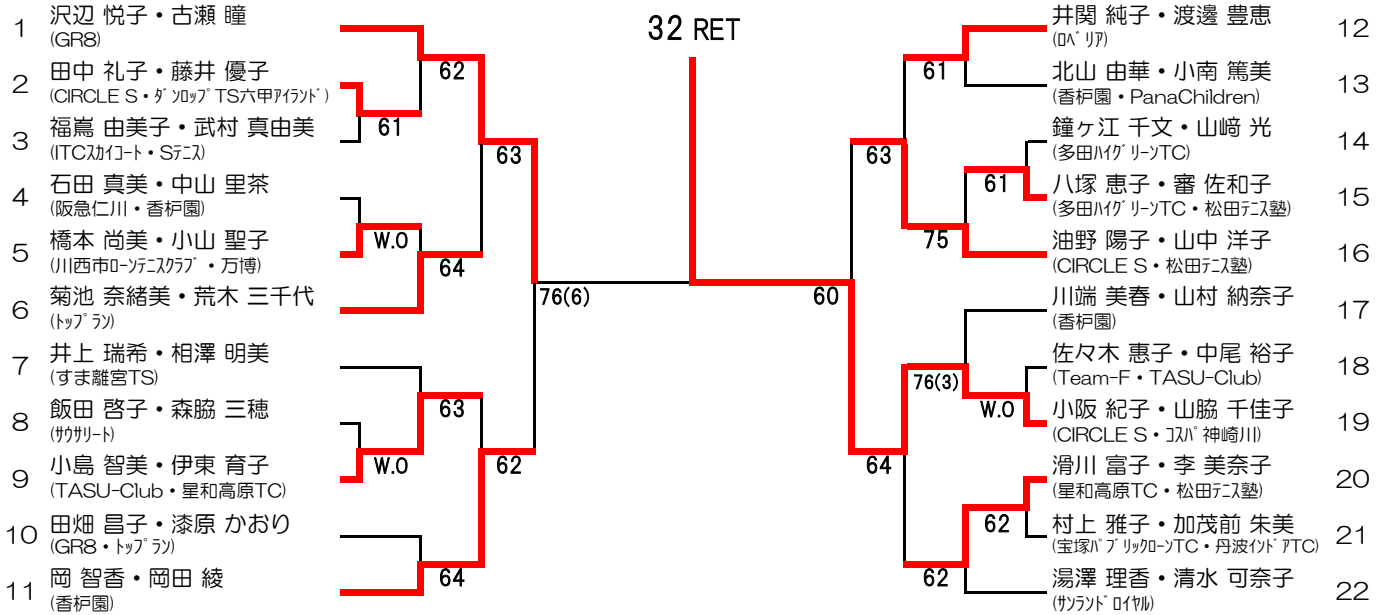 32 RET
1 沢辺 悦子・古瀬 瞳
(GR8)
2 田中 礼子・藤井 優子
(CIRCLE S・ﾀﾞﾝﾛｯﾌﾟTS六甲ｱｲﾗﾝﾄﾞ)
3 福嶌 由美子・武村 真由美
(ITCｽｶｲｺｰﾄ・Sﾃﾆｽ)
4 石田 真美・中山 里茶
(阪急仁川・香枦園)
5 橋本 尚美・小山 聖子
(川西市ﾛｰﾝﾃﾆｽｸﾗﾌﾞ・万博)
6 菊池 奈緒美・荒木 三千代
(ﾄｯﾌﾟﾗﾝ)
7 井上 瑞希・相澤 明美
(すま離宮TS)
8 飯田 啓子・森脇 三穂
(ｻｳｻﾘｰﾄ)
9 小島 智美・伊東 育子
(TASU-Club・星和高原TC)
10 田畑 昌子・漆原 かおり
(GR8・ﾄｯﾌﾟﾗﾝ)
11 岡 智香・岡田 綾
(香枦園)
62
61
63
W.O
64
76(6)
63
W.O
62
64
井関 純子・渡邊 豊恵 12
(ﾛﾍﾞﾘｱ)
北山 由華・小南 篤美 13
(香枦園・PanaChildren)
鐘ヶ江 千文・山﨑 光 14
(多田ﾊｲｸﾞﾘｰﾝTC)
八塚 恵子・審 佐和子 15
(多田ﾊｲｸﾞﾘｰﾝTC・松田ﾃﾆｽ塾)
油野 陽子・山中 洋子 16
(CIRCLE S・松田ﾃﾆｽ塾)
川端 美春・山村 納奈子 17
(香枦園)
佐々木 恵子・中尾 裕子 18
(Team-F・TASU-Club)
小阪 紀子・山脇 千佳子 19
(CIRCLE S・ｺｽﾊﾟ神崎川)
滑川 富子・李 美奈子 20
(星和高原TC・松田ﾃﾆｽ塾)
村上 雅子・加茂前 朱美 21
(宝塚ﾊﾟﾌﾞﾘｯｸﾛｰﾝTC・丹波ｲﾝﾄﾞｱTC)
湯澤 理香・清水 可奈子 22
(ｻﾝﾗﾝﾄﾞﾛｲﾔﾙ)
61
63
61
75
60
76(3)
W.O
64
62
62